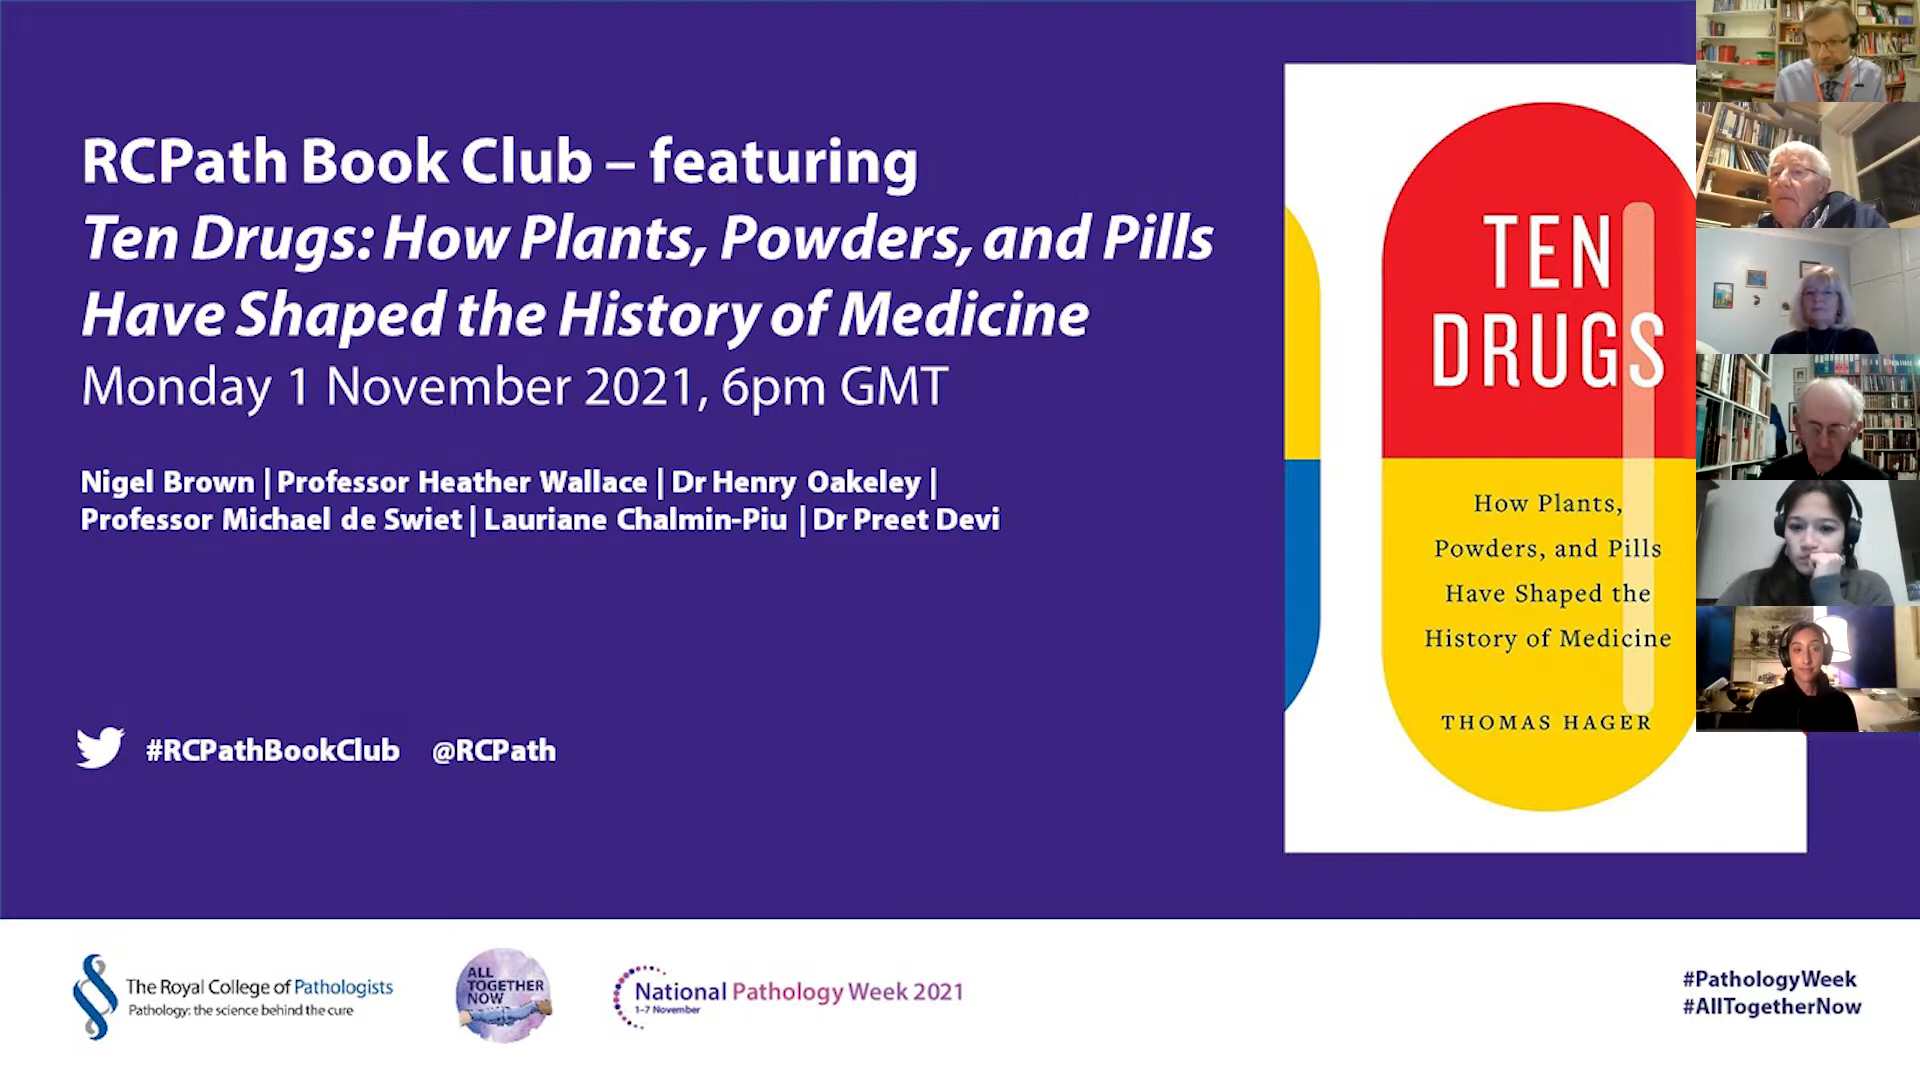 RCPath Book Club – featuring
Ten Drugs: How Plants, Powders, and Pills
Have Shaped the History of Medicine
Monday 1 November 2021, 6pm GMT
Nigel Brown | Professor Heather Wallace | Dr Henry Oakeley |
Professor Michael de Swiet | Lauriane Chalmin-Piu | Dr Preet Devi
#RCPathBookClub @RCPath
TEN
DRUGS
How Plants,
Powders, and Pills
Have Shaped the
History of Medicine
THOMAS HAGER
The Royal College of Pathologists
Pathology: the science behind the cure
ALL
TOGETHER
NOW
National Pathology Week 2021
1-7 November
#PathologyWeek
#AllTogetherNow